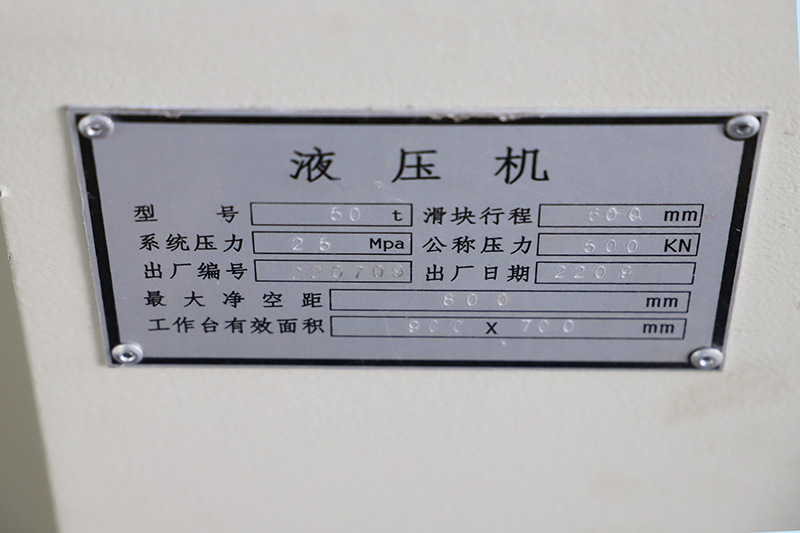 液压机
型 号 50 t 滑块行程 600 mm
系统压力 25 Mpa 公称压力 500 KN
出厂编号 出厂日期
最大净空距 800 mm
工作台有效面积 900 X 700 mm